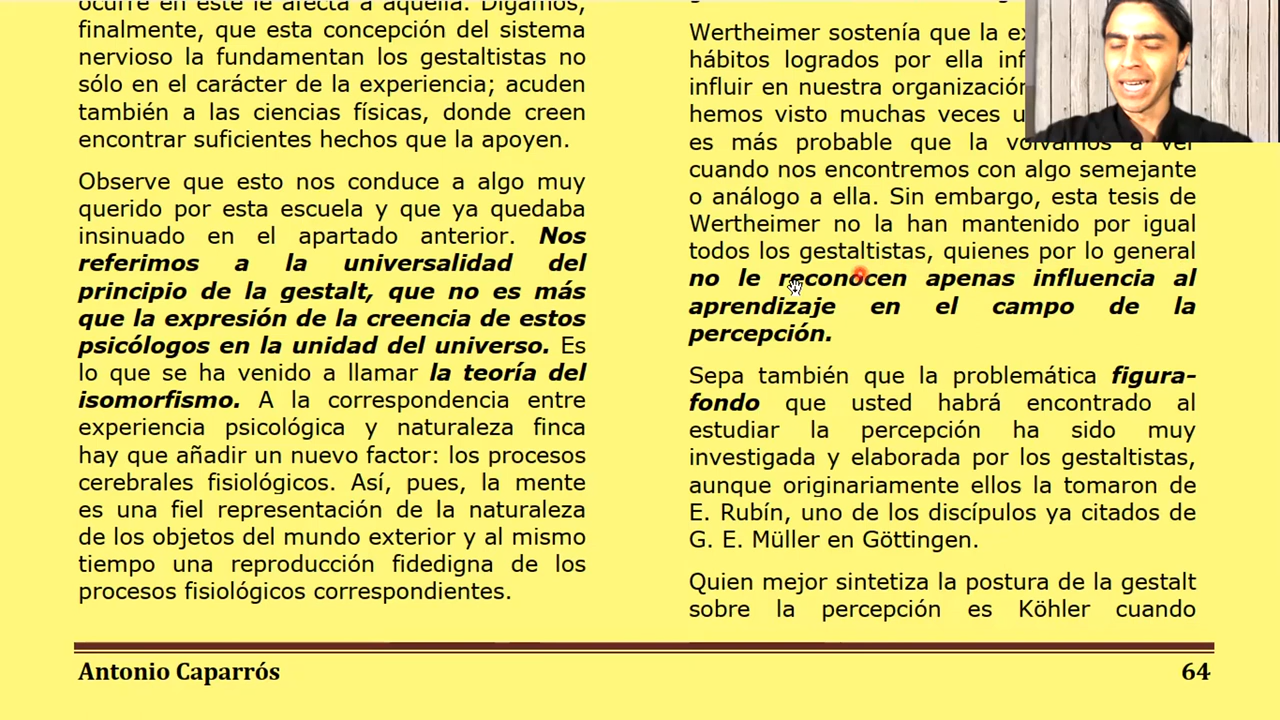 ocurre en este le afecta a aquella. Digamos,
finalmente, que esta concepción del sistema
nervioso la fundamentan los gestaltistas no
sólo en el carácter de la experiencia; acuden
también a las ciencias físicas, donde creen
encontrar suficientes hechos que la apoyen.
Observe que esto nos conduce a algo muy
querido por esta escuela y que ya quedaba
insinuado en el apartado anterior. Nos
referimos a la universalidad del
principio de la gestalt, que no es más
que la expresión de la creencia de estos
psicólogos en la unidad del universo. Es
lo que se ha venido a llamar la teoría del
isomorfismo. A la correspondencia entre
experiencia psicológica y naturaleza finca
hay que añadir un nuevo factor: los procesos
cerebrales fisiológicos. Así, pues, la mente
es una fiel representación de la naturaleza
de los objetos del mundo exterior y al mismo
tiempo una reproducción fidedigna de los
procesos fisiológicos correspondientes.
Wertheimer sostenía que la
hábitos logrados por ella
influir en nuestra organización
hemos visto muchas veces
es más probable que la volvamos a ver
cuando nos encontremos con algo semejante
o análogo a ella. Sin embargo, esta tesis de
Wertheimer no la han mantenido por igual
todos los gestaltistas, quienes por lo general
no le reconocen apenas influencia al
aprendizaje en el campo de la
percepción.
Sepa también que la problemática figura-
fondo que usted habrá encontrado al
estudiar la percepción ha sido muy
investigada y elaborada por los gestaltistas,
aunque originariamente ellos la tomaron de
E. Rubín, uno de los discípulos ya citados de
G. E. Müller en Göttingen.
Quien mejor sintetiza la postura de la gestalt
sobre la percepción es Köhler cuando
Antonio Caparrós
64